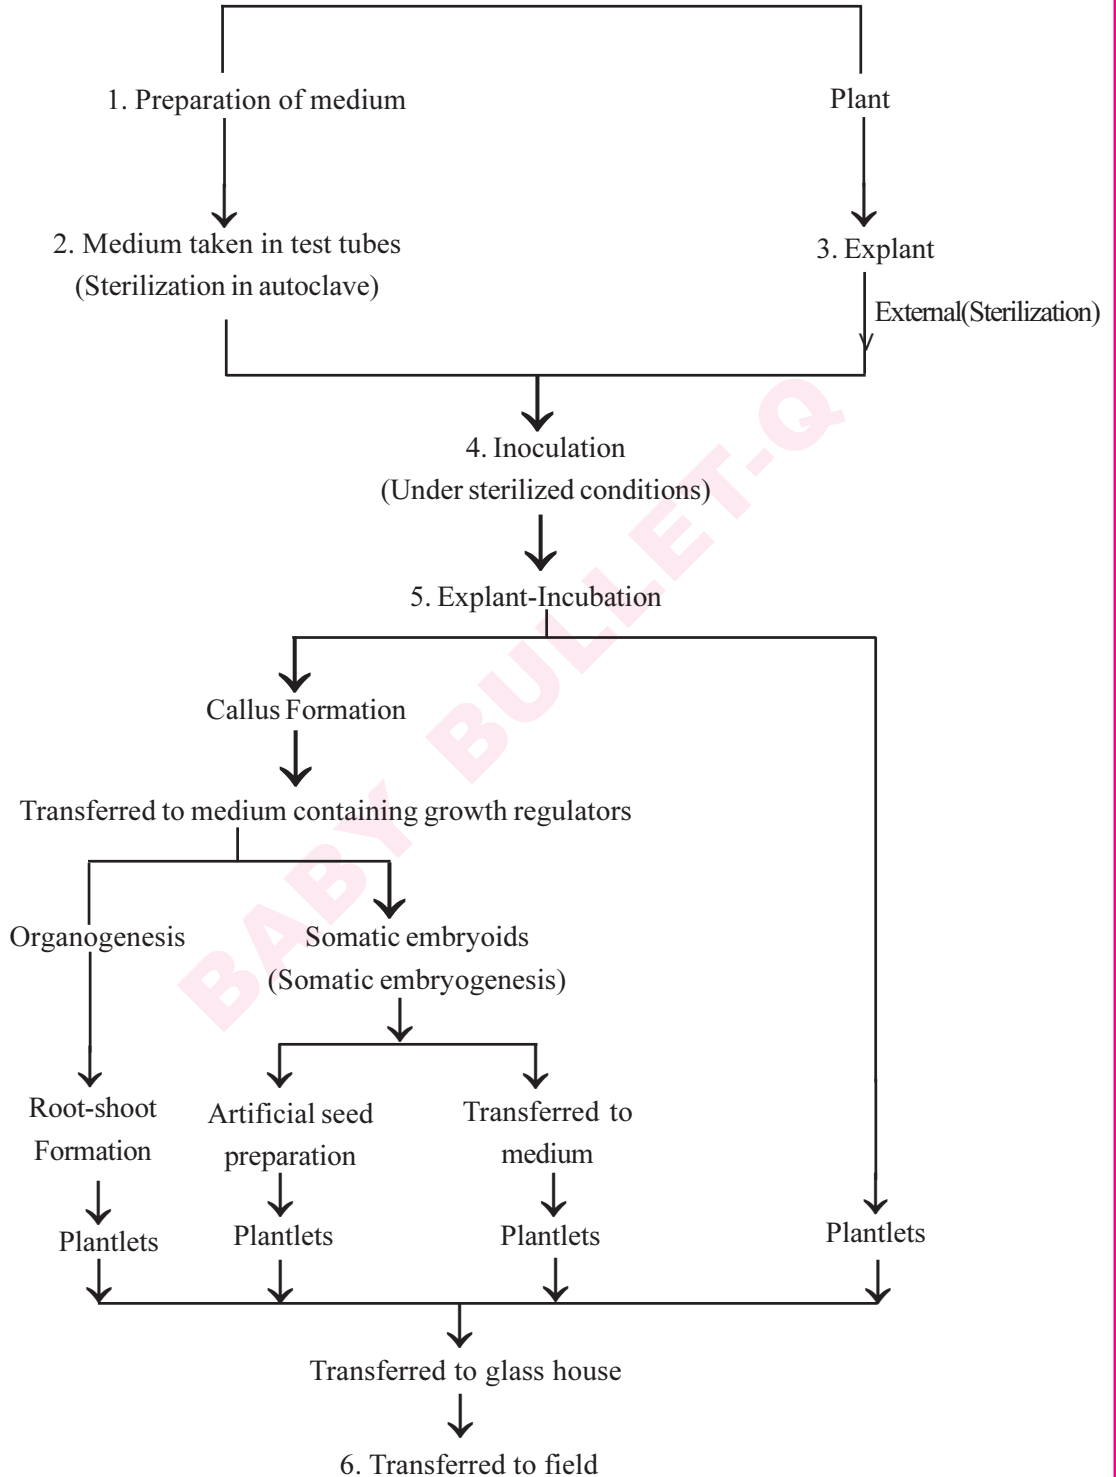 1. Preparation of medium
Plant
2. Medium taken in test tubes
(Sterilization in autoclave)
3. Explant
External(Sterilization)
4. Inoculation
(Under sterilized conditions)
5. Explant-Incubation
Callus Formation
Transferred to medium containing growth regulators
Organogenesis
Somatic embryoids
(Somatic embryogenesis)
Root-shoot
Formation
Artificial seed
preparation
Transferred to
medium
Plantlets
Plantlets
Plantlets
Plantlets
Transferred to glass house
6. Transferred to field
BABY BULLET-Q